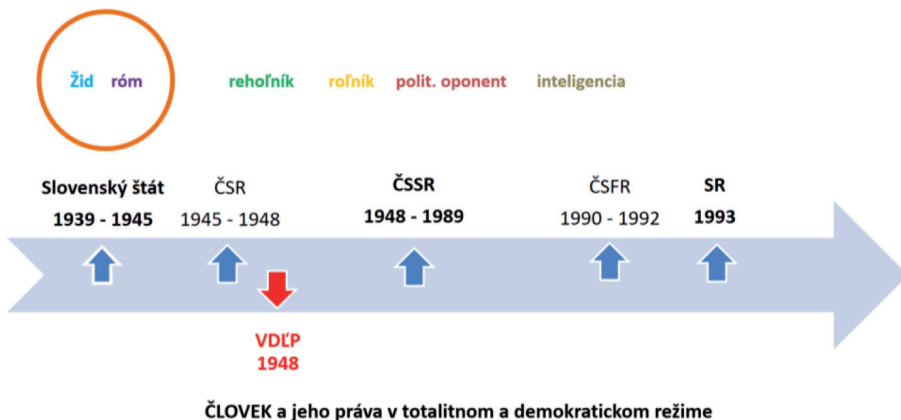 Žid róm rehoľník roľník polit. oponent inteligencia
Slovenský štát ČSR ČSSR ČSFR SR
1939 - 1945 1945 - 1948 1948 - 1989 1990 - 1992 1993
VDĽP
1948
ČLOVEK a jeho práva v totalitnom a demokratickom režime